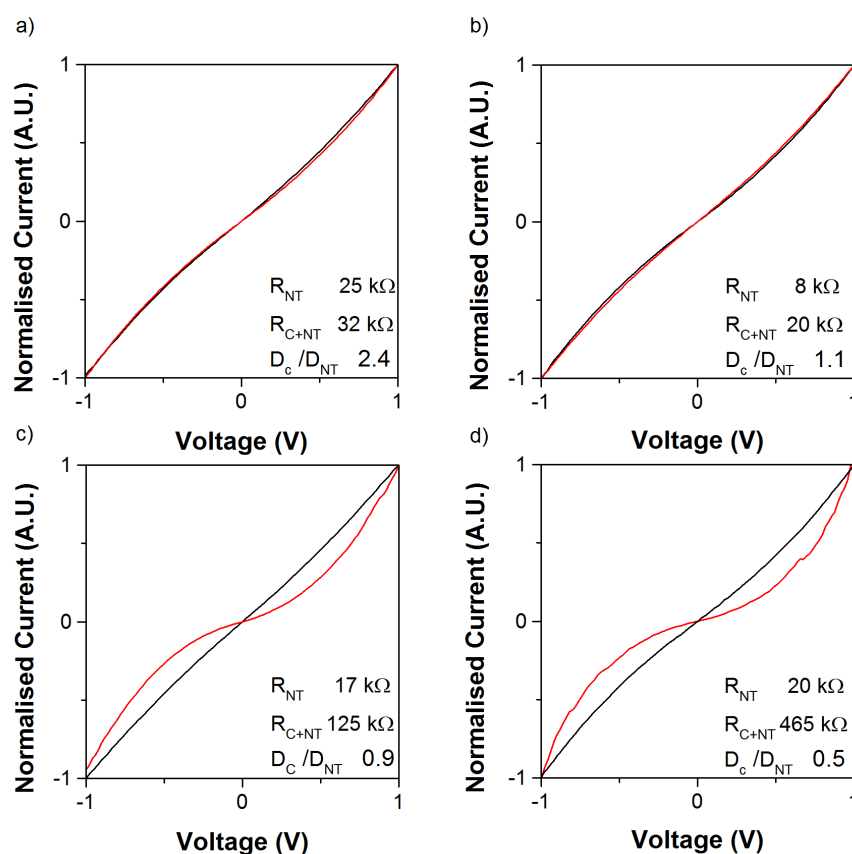 a)
Normalised Current (A.U.)
1
0
-1
-1 0 1
Voltage (V)
R_NT 25 kΩ
R_C+NT 32 kΩ
D_c /D_NT 2.4
b)
Normalised Current (A.U.)
1
0
-1
-1 0 1
Voltage (V)
R_NT 8 kΩ
R_C+NT 20 kΩ
D_c /D_NT 1.1
c)
Normalised Current (A.U.)
1
0
-1
-1 0 1
Voltage (V)
R_NT 17 kΩ
R_C+NT 125 kΩ
D_C /D_NT 0.9
d)
Normalised Current (A.U.)
1
0
-1
-1 0 1
Voltage (V)
R_NT 20 kΩ
R_C+NT 465 kΩ
D_c /D_NT 0.5